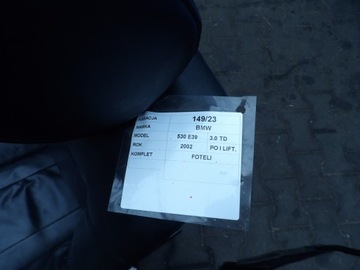 149/23
MARKA BMW
MODEL 530 E39 3.0 TD
ROK 2002 PO I LIFT.
KOMPLET FOTELI